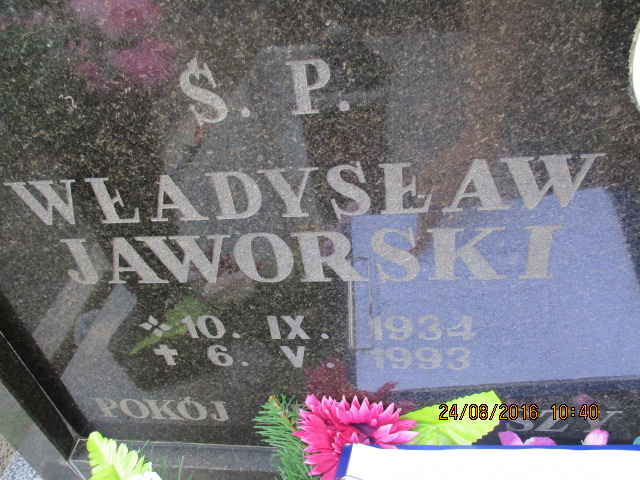 Ś. P.
WŁADYSŁAW
JAWORSKI
* 10. IX. 1934
✝ 6. V. 1993
POKÓJ
24/08/2016 10:40